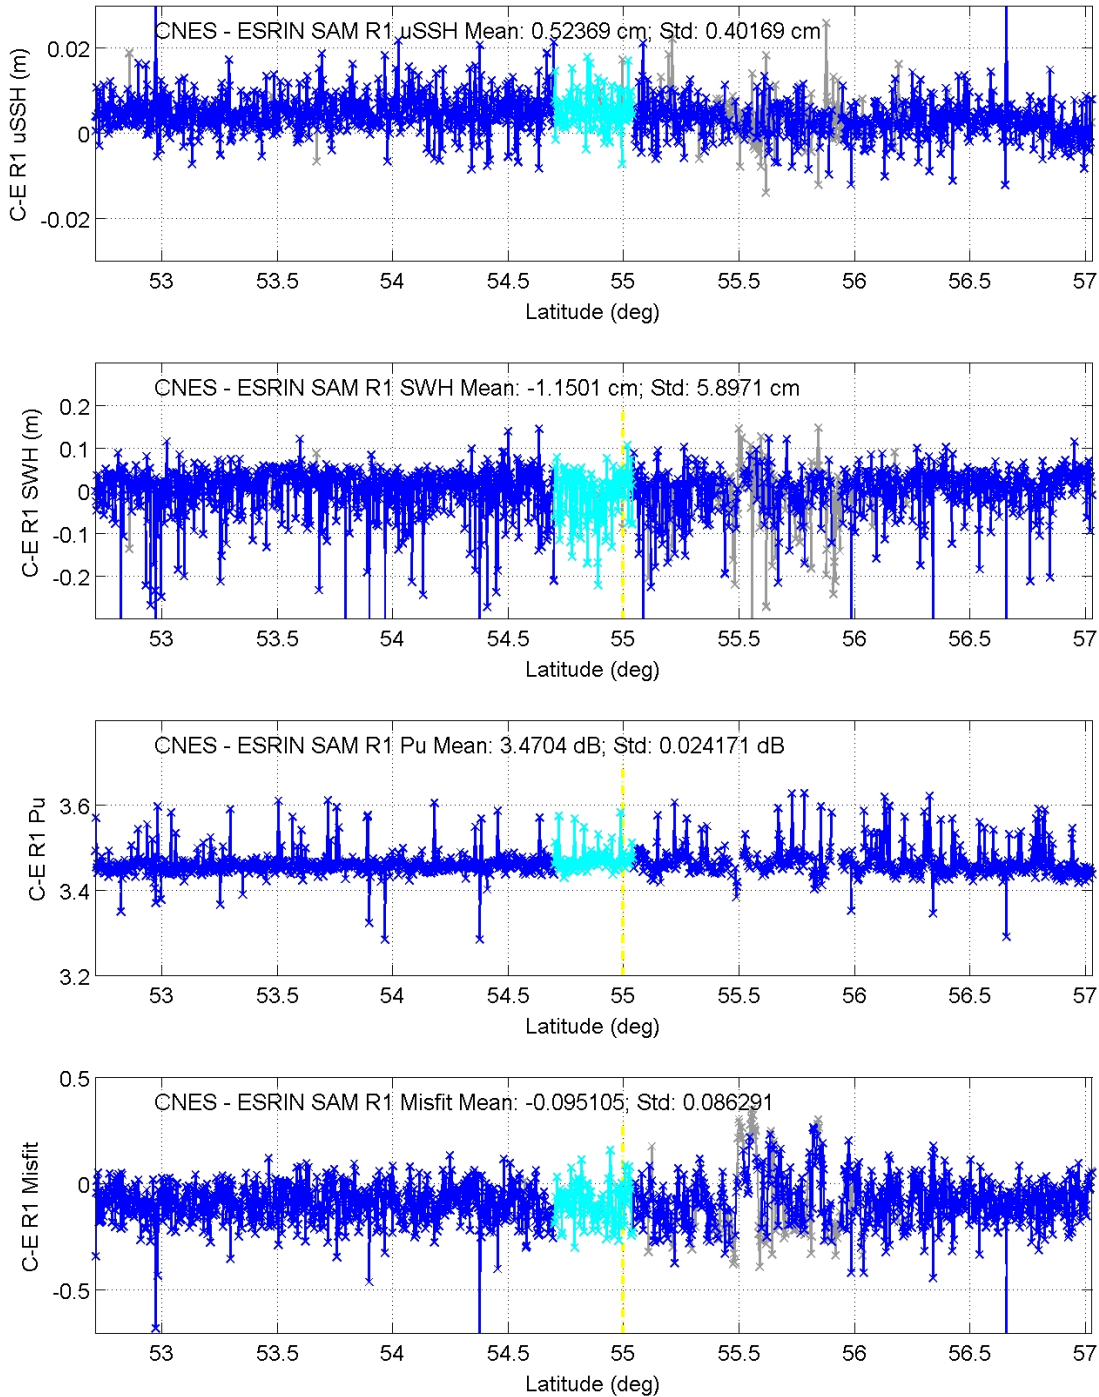 CNES - ESRIN SAM R1 uSSH Mean: 0.52369 cm; Std: 0.40169 cm
C-E R1 uSSH (m)
0.02
0
-0.02
53 53.5 54 54.5 55 55.5 56 56.5 57
Latitude (deg)
CNES - ESRIN SAM R1 SWH Mean: -1.1501 cm; Std: 5.8971 cm
C-E R1 SWH (m)
0.2
0.1
0
-0.1
-0.2
53 53.5 54 54.5 55 55.5 56 56.5 57
Latitude (deg)
CNES - ESRIN SAM R1 Pu Mean: 3.4704 dB; Std: 0.024171 dB
C-E R1 Pu
3.6
3.4
3.2
53 53.5 54 54.5 55 55.5 56 56.5 57
Latitude (deg)
CNES - ESRIN SAM R1 Misfit Mean: -0.095105; Std: 0.086291
C-E R1 Misfit
0.5
0
-0.5
53 53.5 54 54.5 55 55.5 56 56.5 57
Latitude (deg)